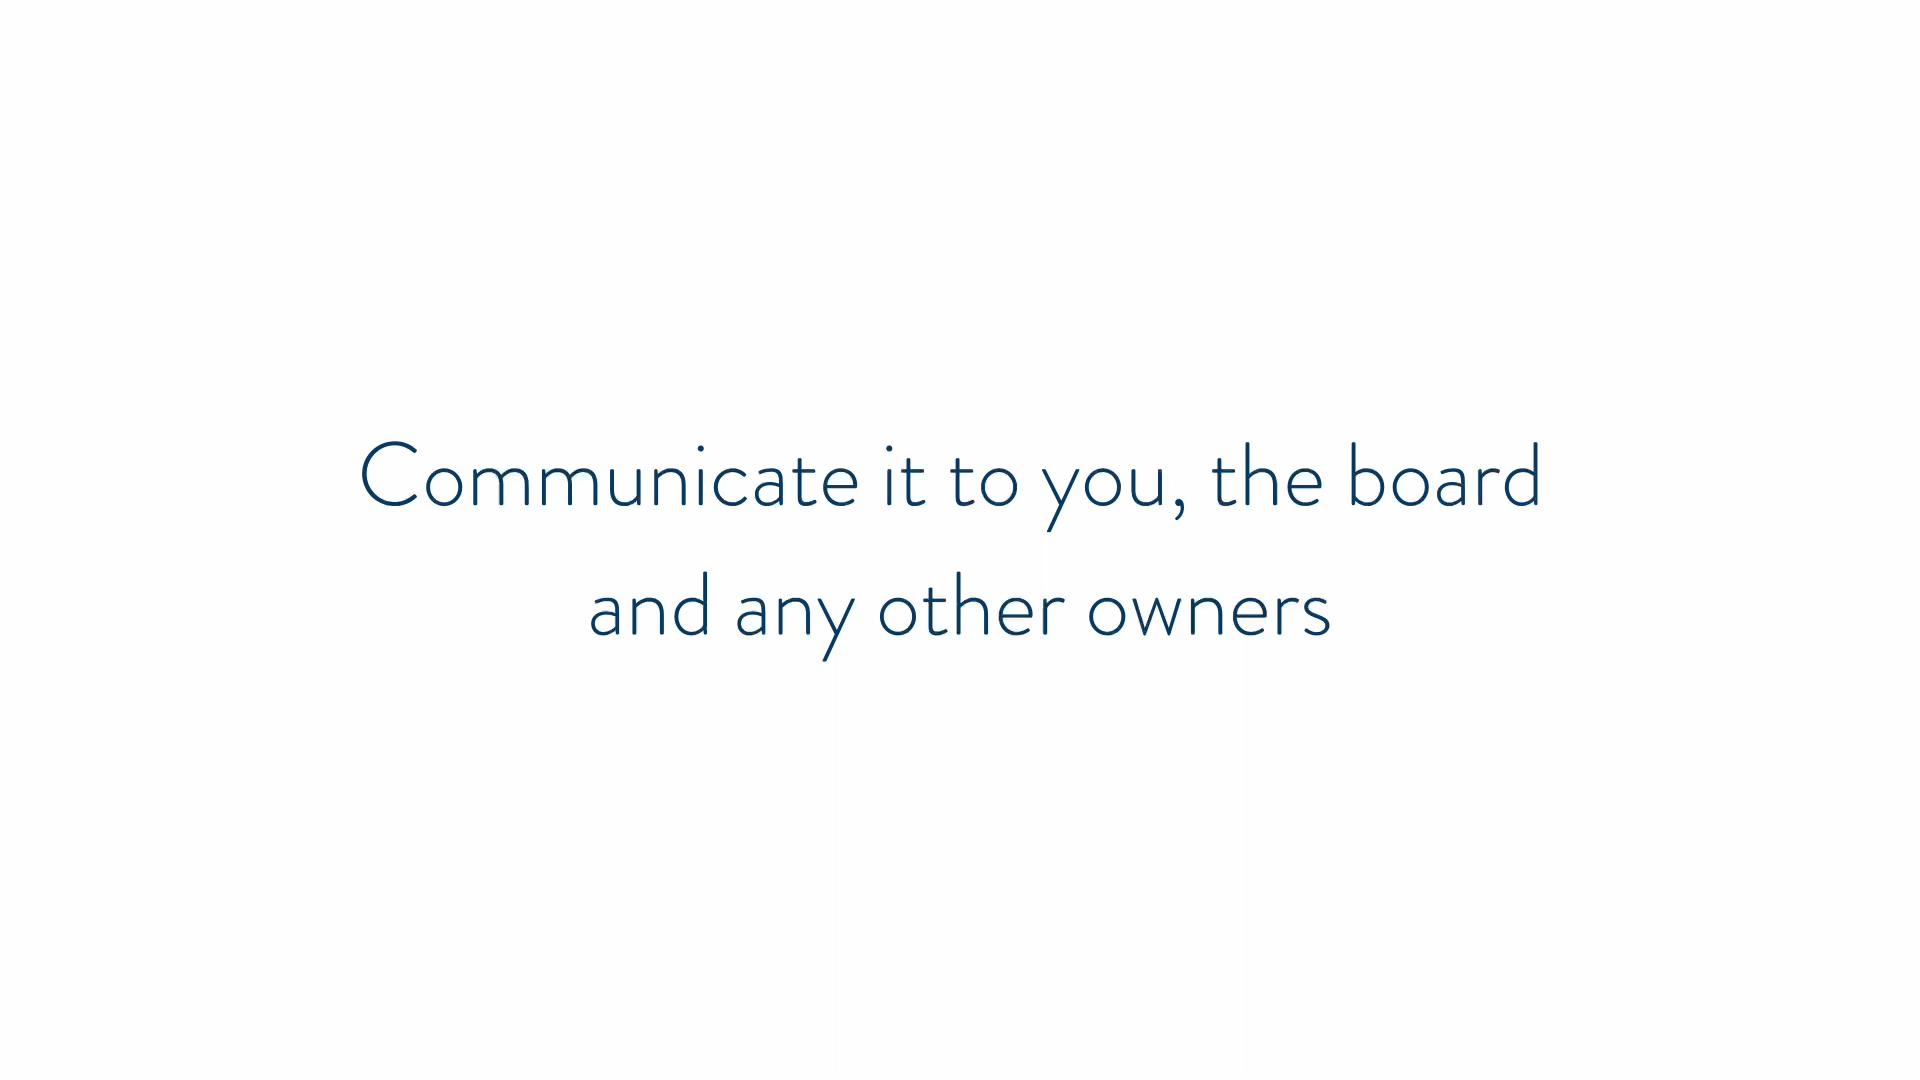 Communicate it to you, the board
and any other owners